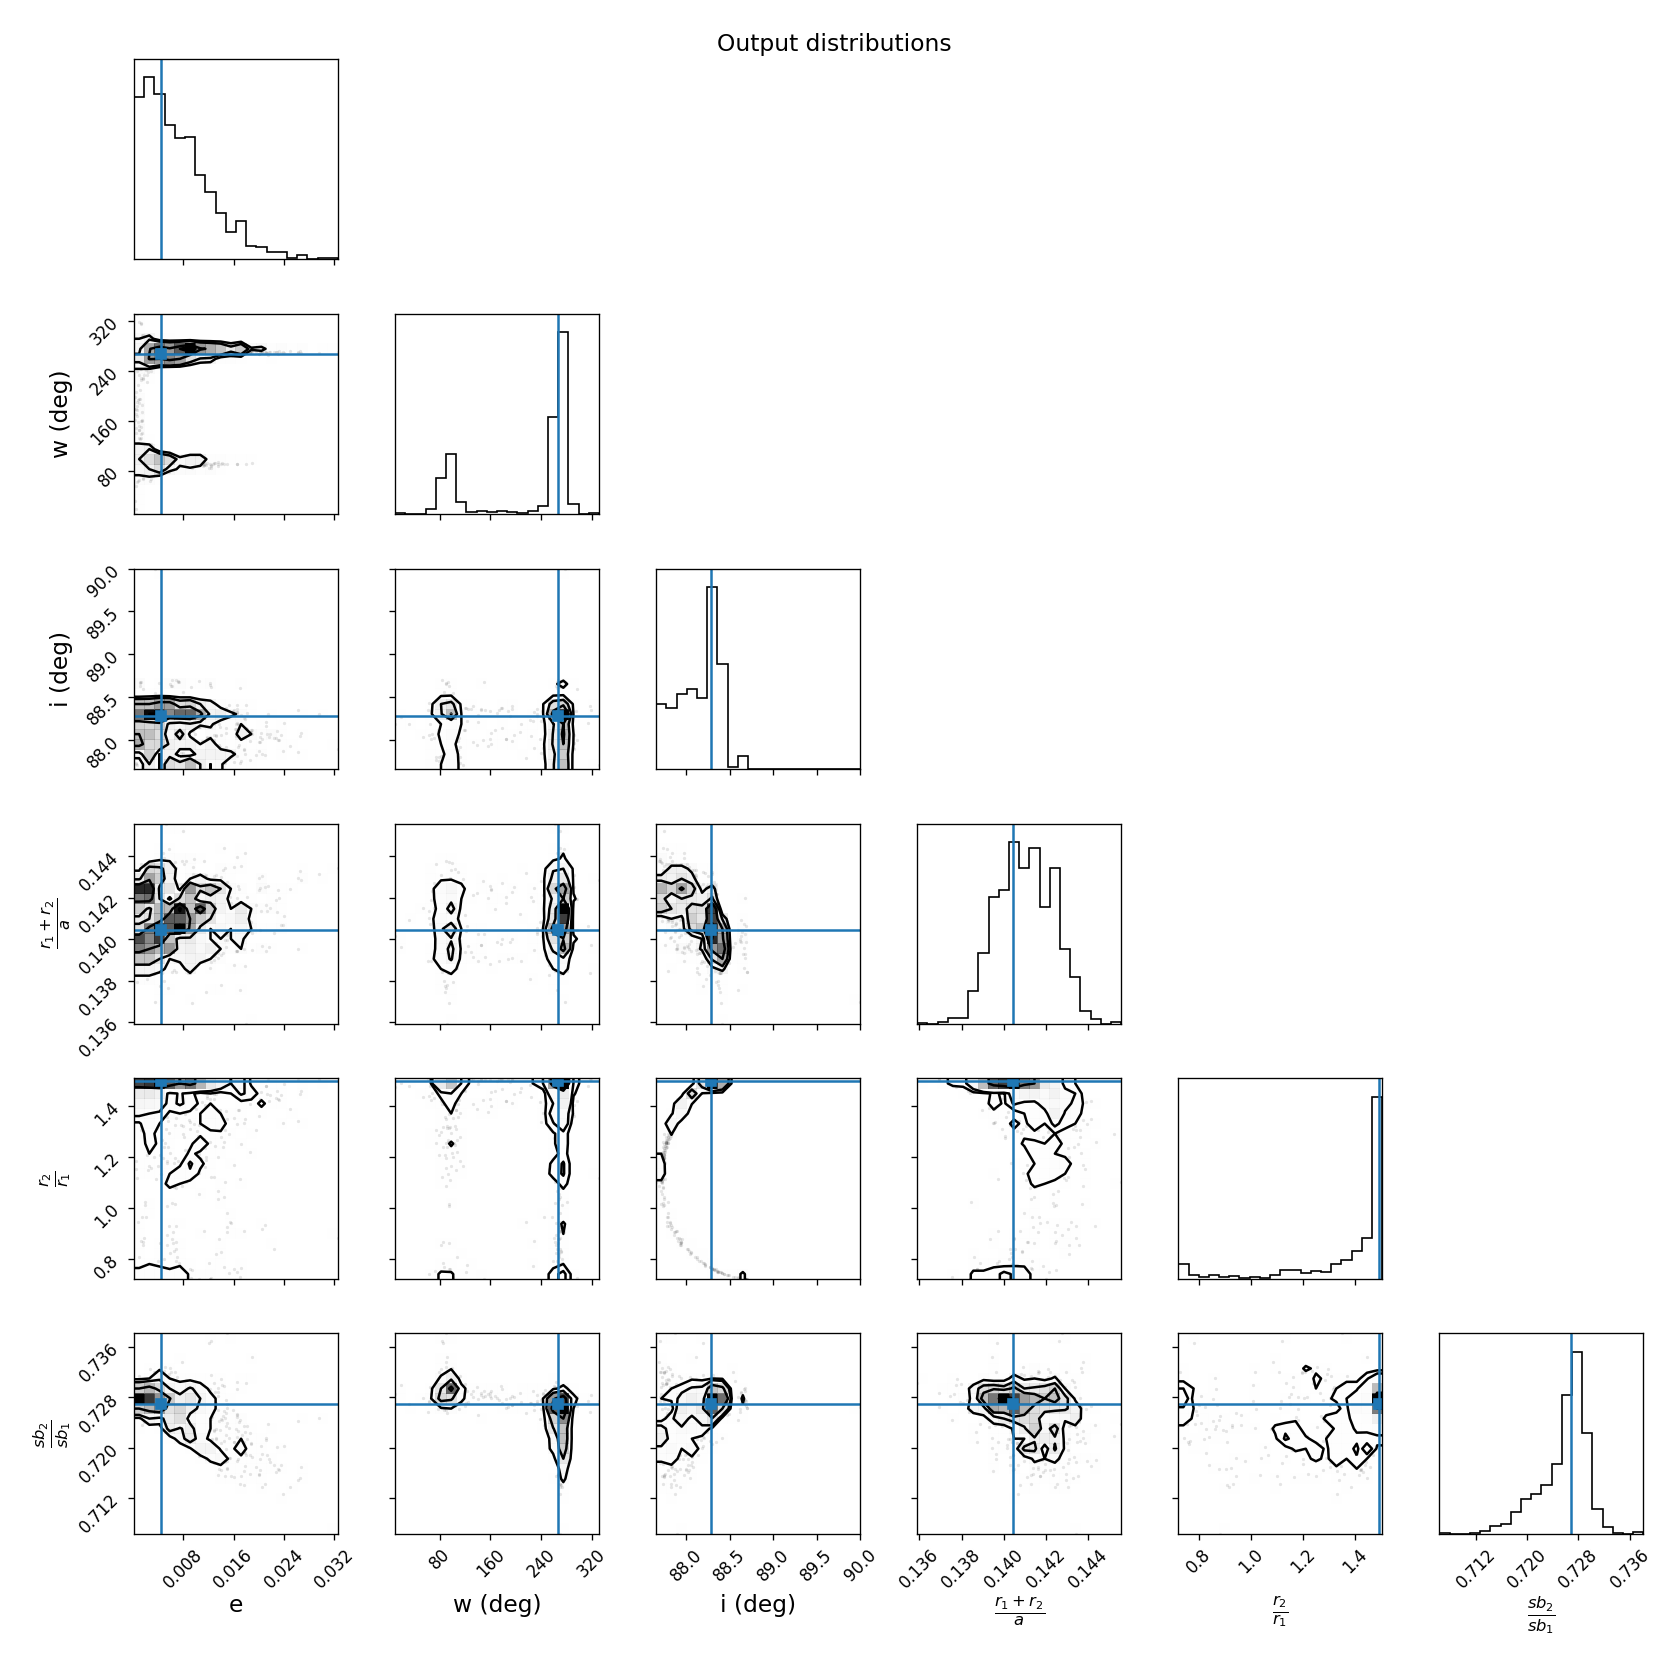 Output distributions
320
240
160
80
w (deg)
90.0
89.5
89.0
88.5
88.0
i (deg)
0.144
0.142
0.140
0.138
0.136
r₁ + r₂
a
1.4
1.2
1.0
0.8
r₂
r₁
0.736
0.728
0.720
0.712
sb₂
sb₁
0.008 0.016 0.024 0.032
80 160 240 320
88.0 88.5 89.0 89.5 90.0
0.136 0.138 0.140 0.142 0.144
0.8 1.0 1.2 1.4
0.712 0.720 0.728 0.736
e
w (deg)
i (deg)
r₁ + r₂
a
r₂
r₁
sb₂
sb₁